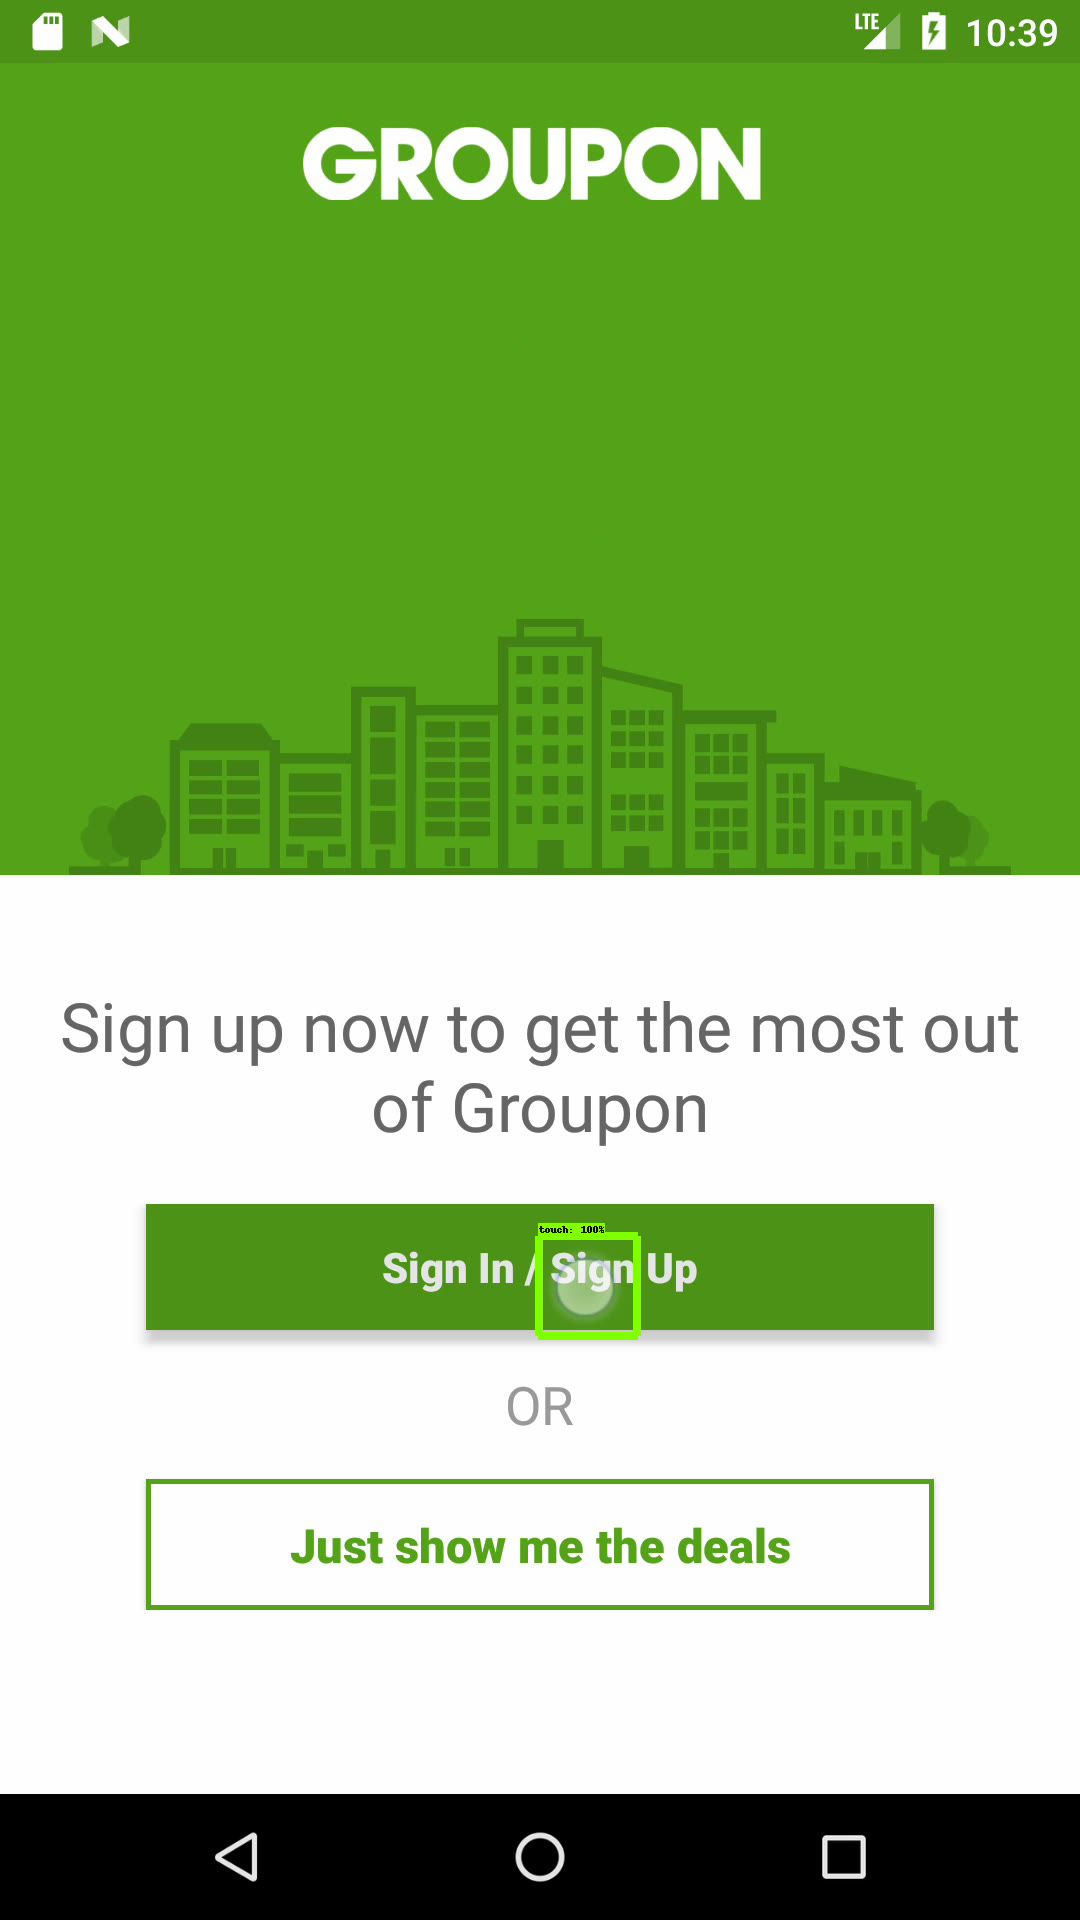 LTE 10:39
GROUPON
Sign up now to get the most out
of Groupon
touch: 100%
Sign In / Sign Up
OR
Just show me the deals